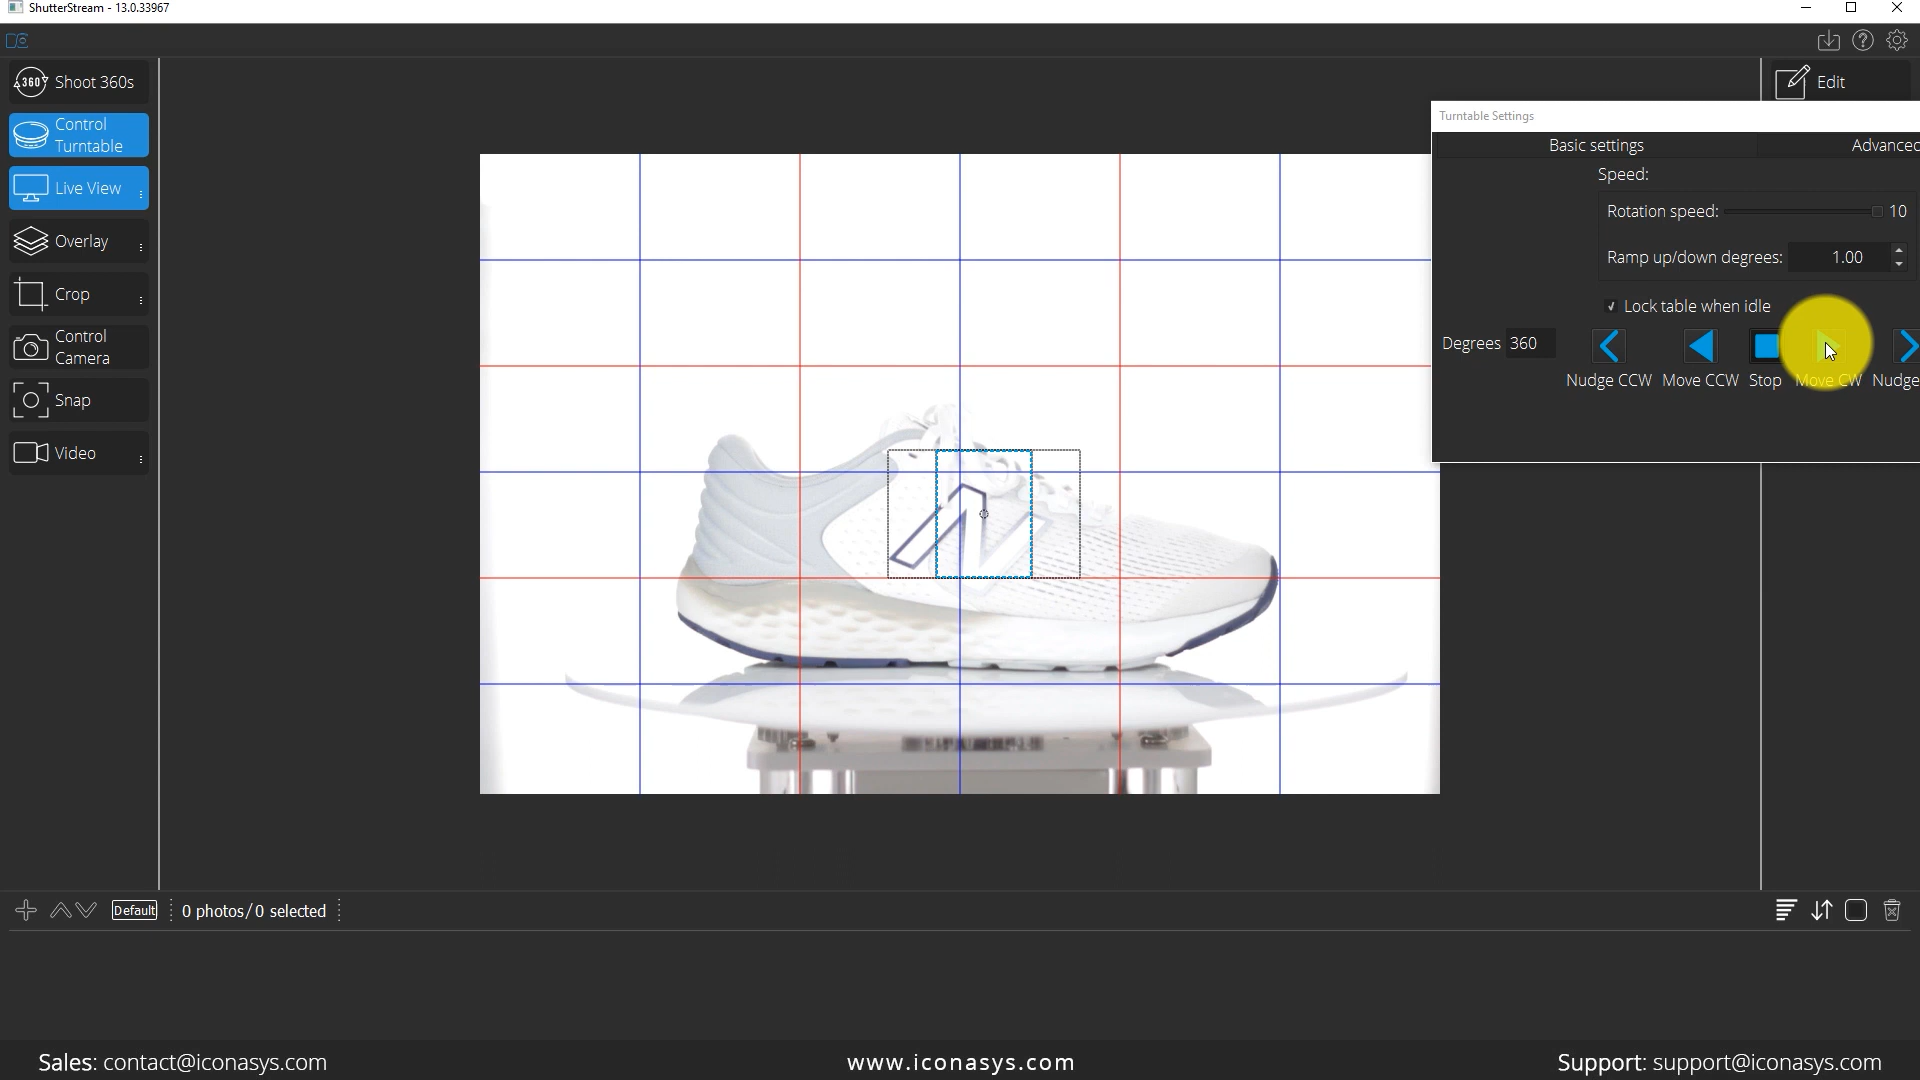 ShutterStream - 13.0.33967
360 Shoot 360s
Edit
Control
Turntable
Live View
Overlay
Crop
Control
Camera
Snap
Video
Turntable Settings
Basic settings Advanced
Speed:
Rotation speed: 10
Ramp up/down degrees: 1.00
Lock table when idle
Degrees 360
Nudge CCW Move CCW Stop Move CW Nudge
N
Default 0 photos/0 selected
Sales: contact@iconasys.com www.iconasys.com Support: support@iconasys.com